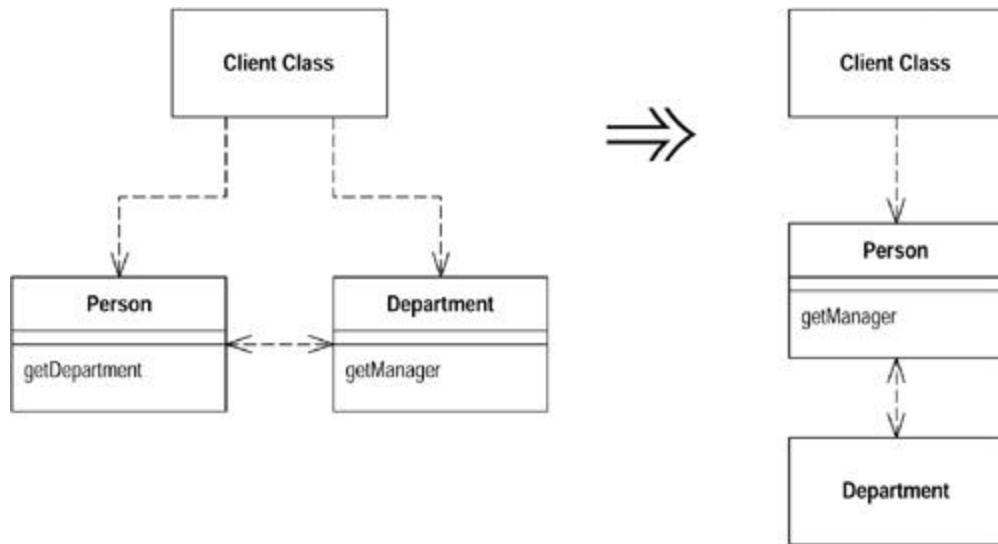 Client Class
Person
getDepartment
Department
getManager
Client Class
Person
getManager
Department